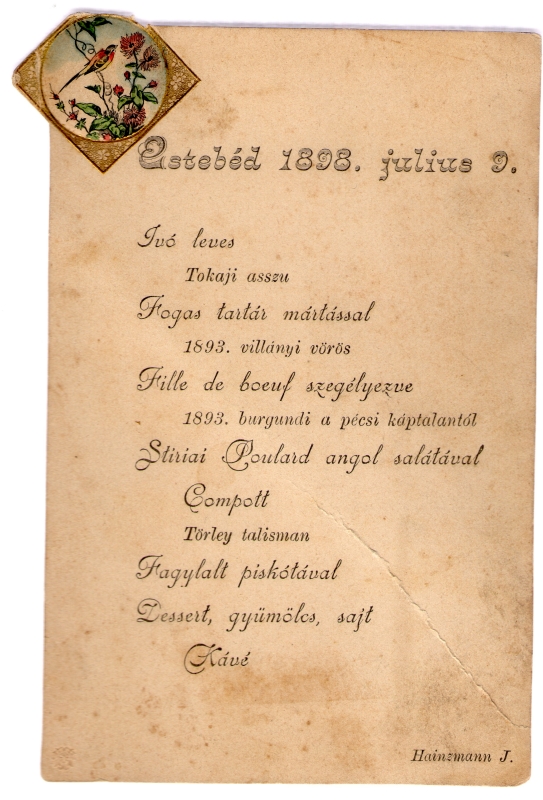 Estebéd 1898. julius 9.
Ivó leves
Tokaji asszu
Fogas tartár mártással
1893. villányi vörös
Fille de boeuf szegélyezve
1893. burgundi a pécsi káptalantól
Stiriai Poulard angol salátával
Compott
Törley talisman
Fagylalt piskótával
Dessert, gyümölcs, sajt
Kávé
Hainzmann J.